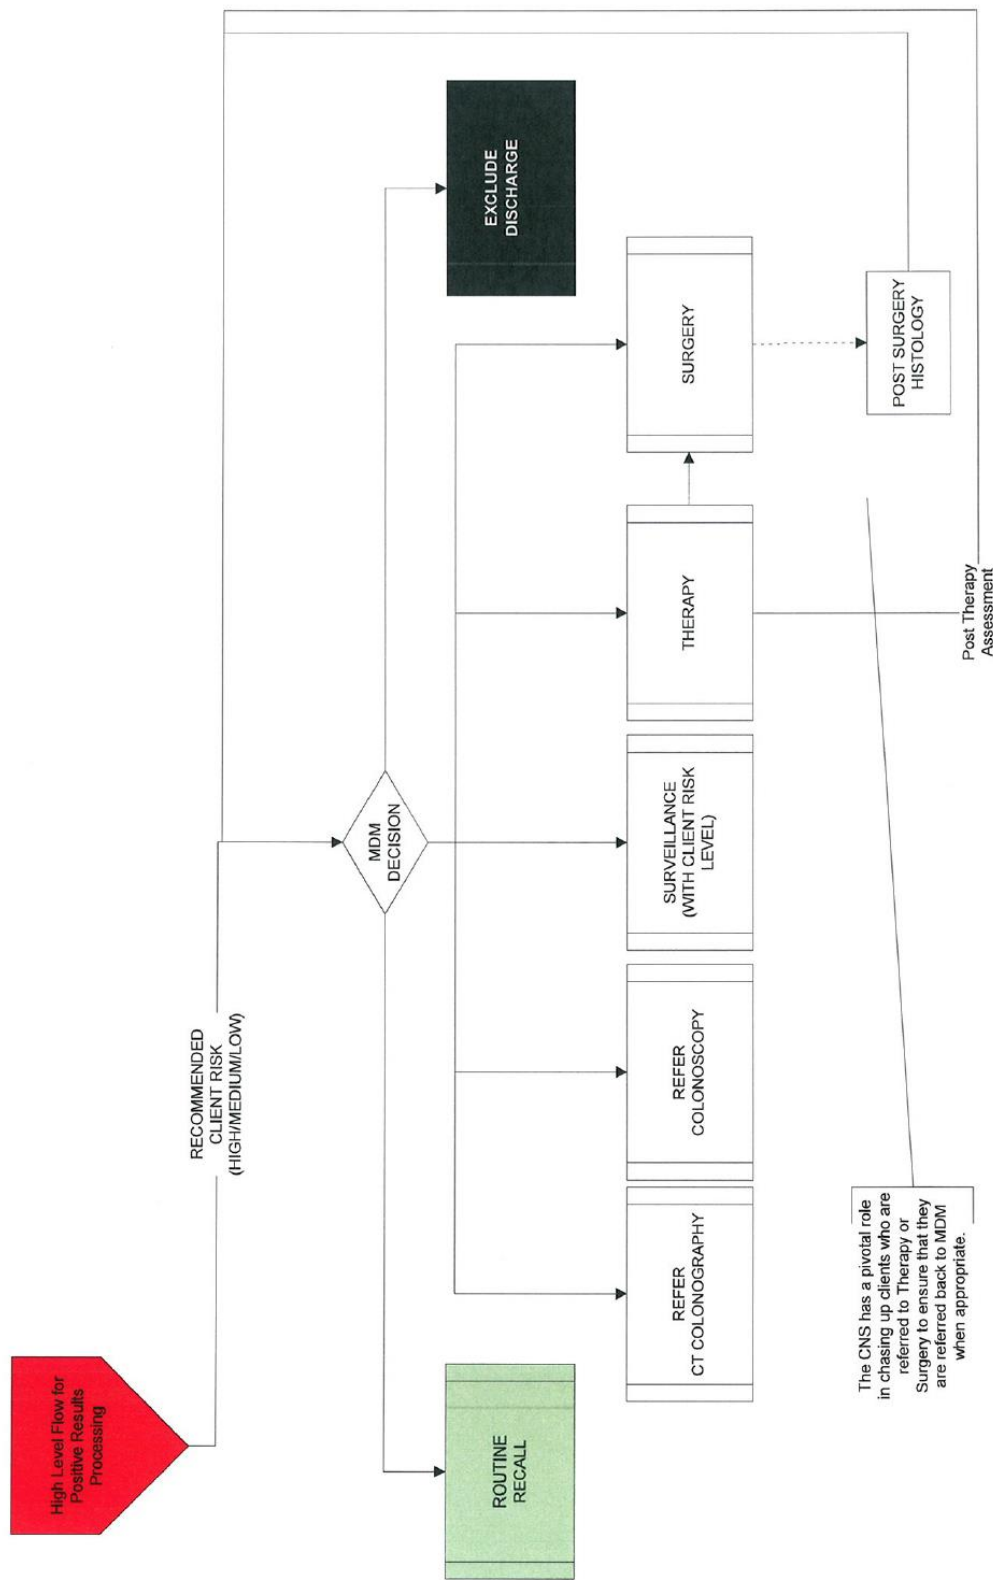 High Level Flow for
Positive Results
Processing
RECOMMENDED
CLIENT RISK
(HIGH/MEDIUM/LOW)
MDM
DECISION
ROUTINE
RECALL
EXCLUDE
DISCHARGE
REFER
CT COLONOGRAPHY
REFER
COLONOSCOPY
SURVEILLANCE
(WITH CLIENT RISK
LEVEL)
THERAPY
SURGERY
POST SURGERY
HISTOLOGY
The CNS has a pivotal role
in chasing up clients who are
referred to Therapy or
Surgery to ensure that they
are referred back to MDM
when appropriate.
Post Therapy
Assessment